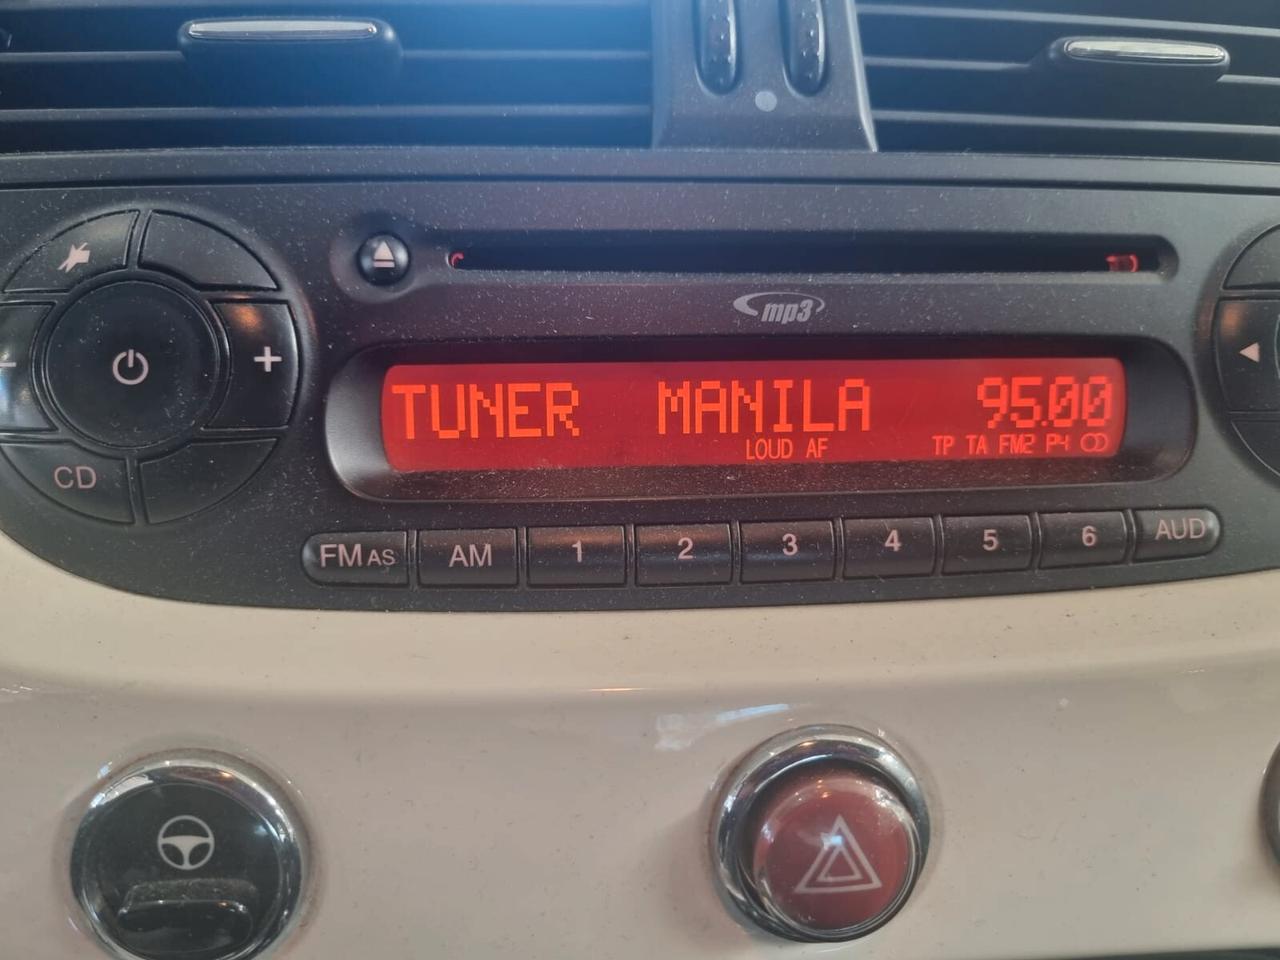 mp3
TUNER MANILA 95.00
LOUD AF TP TA FM2 P4
CD
FM AS AM 1 2 3 4 5 6 AUD